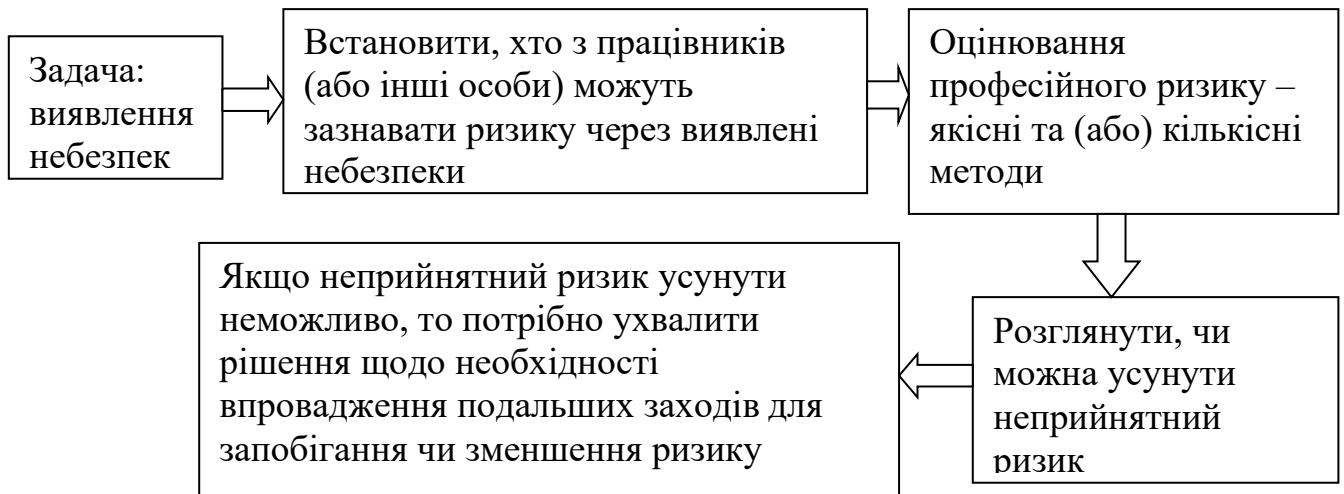 Задача:
виявлення
небезпек
Встановити, хто з працівників
(або інші особи) можуть
зазнавати ризику через виявлені
небезпеки
Оцінювання
професійного ризику –
якісні та (або) кількісні
методи
Розглянути, чи
можна усунути
неприйнятний
ризик
Якщо неприйнятний ризик усунути
неможливо, то потрібно ухвалити
рішення щодо необхідності
впровадження подальших заходів для
запобігання чи зменшення ризику